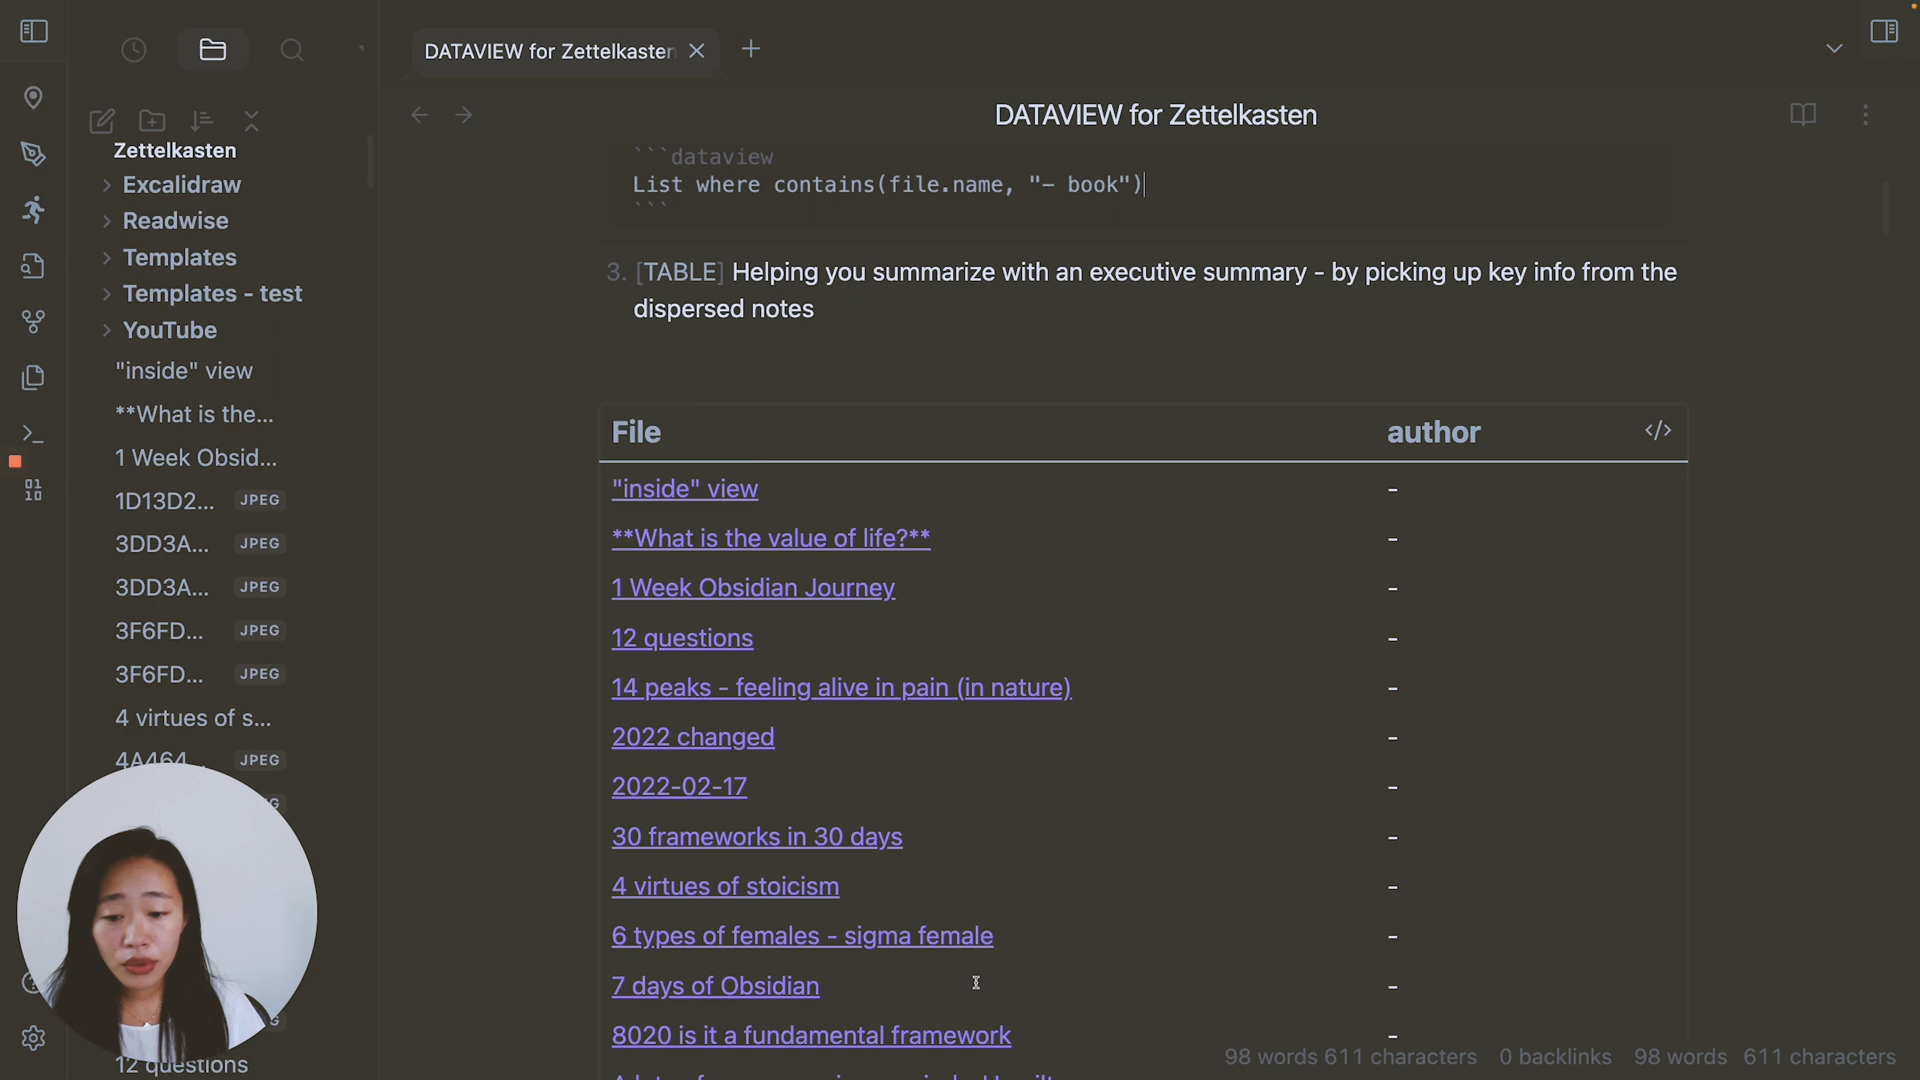 DATAVIEW for Zettelkasten
DATAVIEW for Zettelkasten
Zettelkasten
Excalidraw
Readwise
Templates
Templates - test
YouTube
"inside" view
**What is the...
1 Week Obsid...
1D13D2... JPEG
3DD3A... JPEG
3DD3A... JPEG
3F6FD... JPEG
3F6FD... JPEG
4 virtues of s...
4A464... JPEG
12 questions
```dataview
List where contains(file.name, "- book")
```
3. [TABLE] Helping you summarize with an executive summary - by picking up key info from the
dispersed notes
File author </>
"inside" view -
**What is the value of life?** -
1 Week Obsidian Journey -
12 questions -
14 peaks - feeling alive in pain (in nature) -
2022 changed -
2022-02-17 -
30 frameworks in 30 days -
4 virtues of stoicism -
6 types of females - sigma female -
7 days of Obsidian -
8020 is it a fundamental framework -
98 words 611 characters 0 backlinks 98 words 611 characters